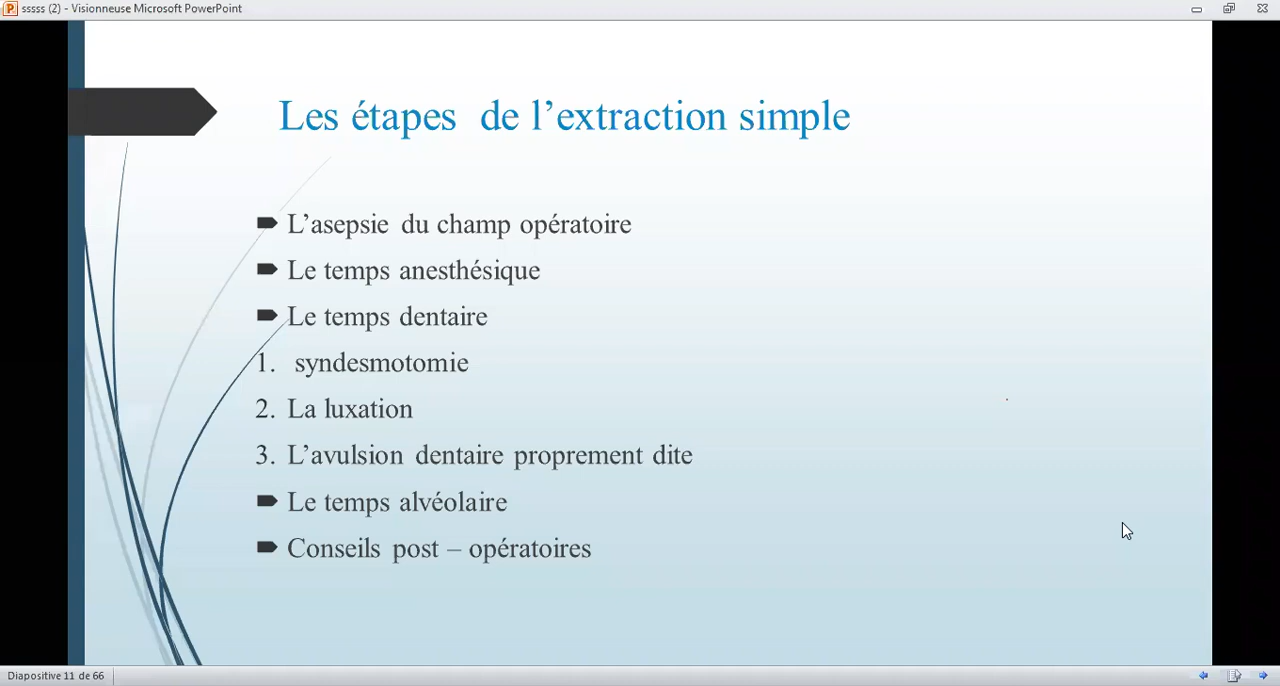 sssss (2) - Visionneuse Microsoft PowerPoint
Les étapes de l’extraction simple
L’asepsie du champ opératoire
Le temps anesthésique
Le temps dentaire
1. syndesmotomie
2. La luxation
3. L’avulsion dentaire proprement dite
Le temps alvéolaire
Conseils post – opératoires
Diapositive 11 de 66